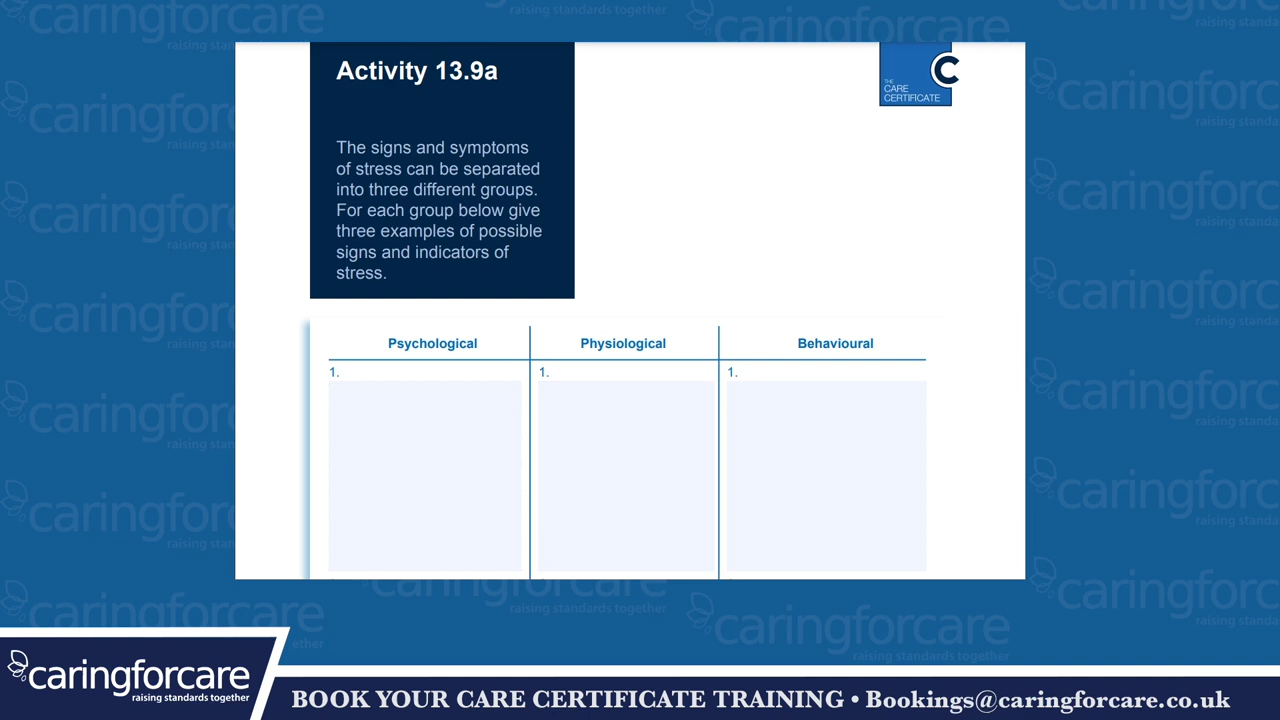 Activity 13.9a
THE
CARE
CERTIFICATE
The signs and symptoms
of stress can be separated
into three different groups.
For each group below give
three examples of possible
signs and indicators of
stress.
Psychological
Physiological
Behavioural
1.
1.
1.
caringforcare
raising standards together
BOOK YOUR CARE CERTIFICATE TRAINING • Bookings@caringforcare.co.uk